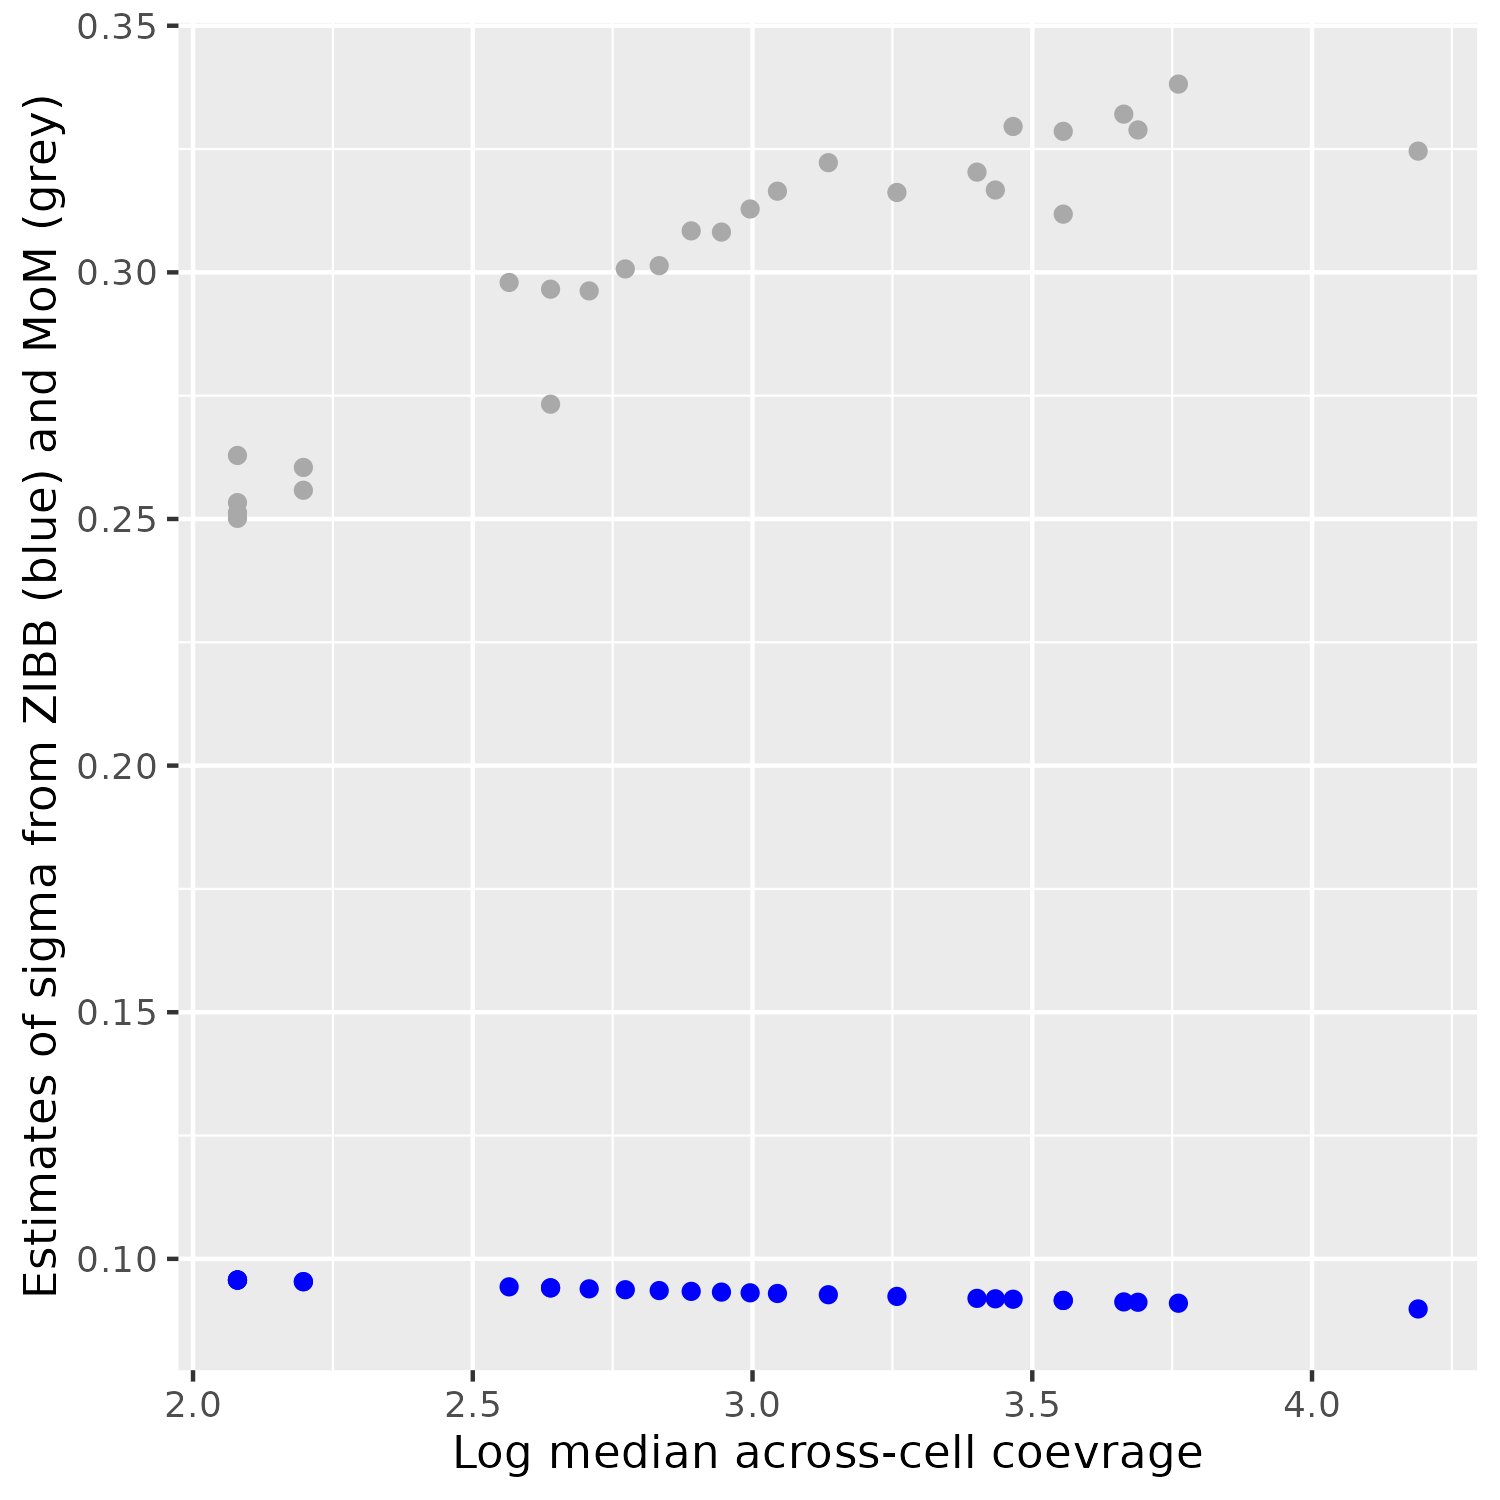 Estimates of sigma from ZIBB (blue) and MoM (grey)
0.35
0.30
0.25
0.20
0.15
0.10
2.0 2.5 3.0 3.5 4.0
Log median across-cell coevrage